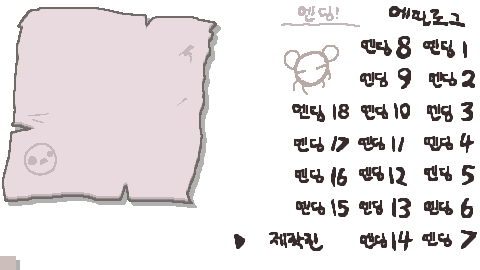 엔딩! 에필로그
엔딩 8 엔딩 1
엔딩 9 엔딩 2
엔딩 18 엔딩 10 엔딩 3
엔딩 17 엔딩 11 엔딩 4
엔딩 16 엔딩 12 엔딩 5
엔딩 15 엔딩 13 엔딩 6
제작진 엔딩 14 엔딩 7